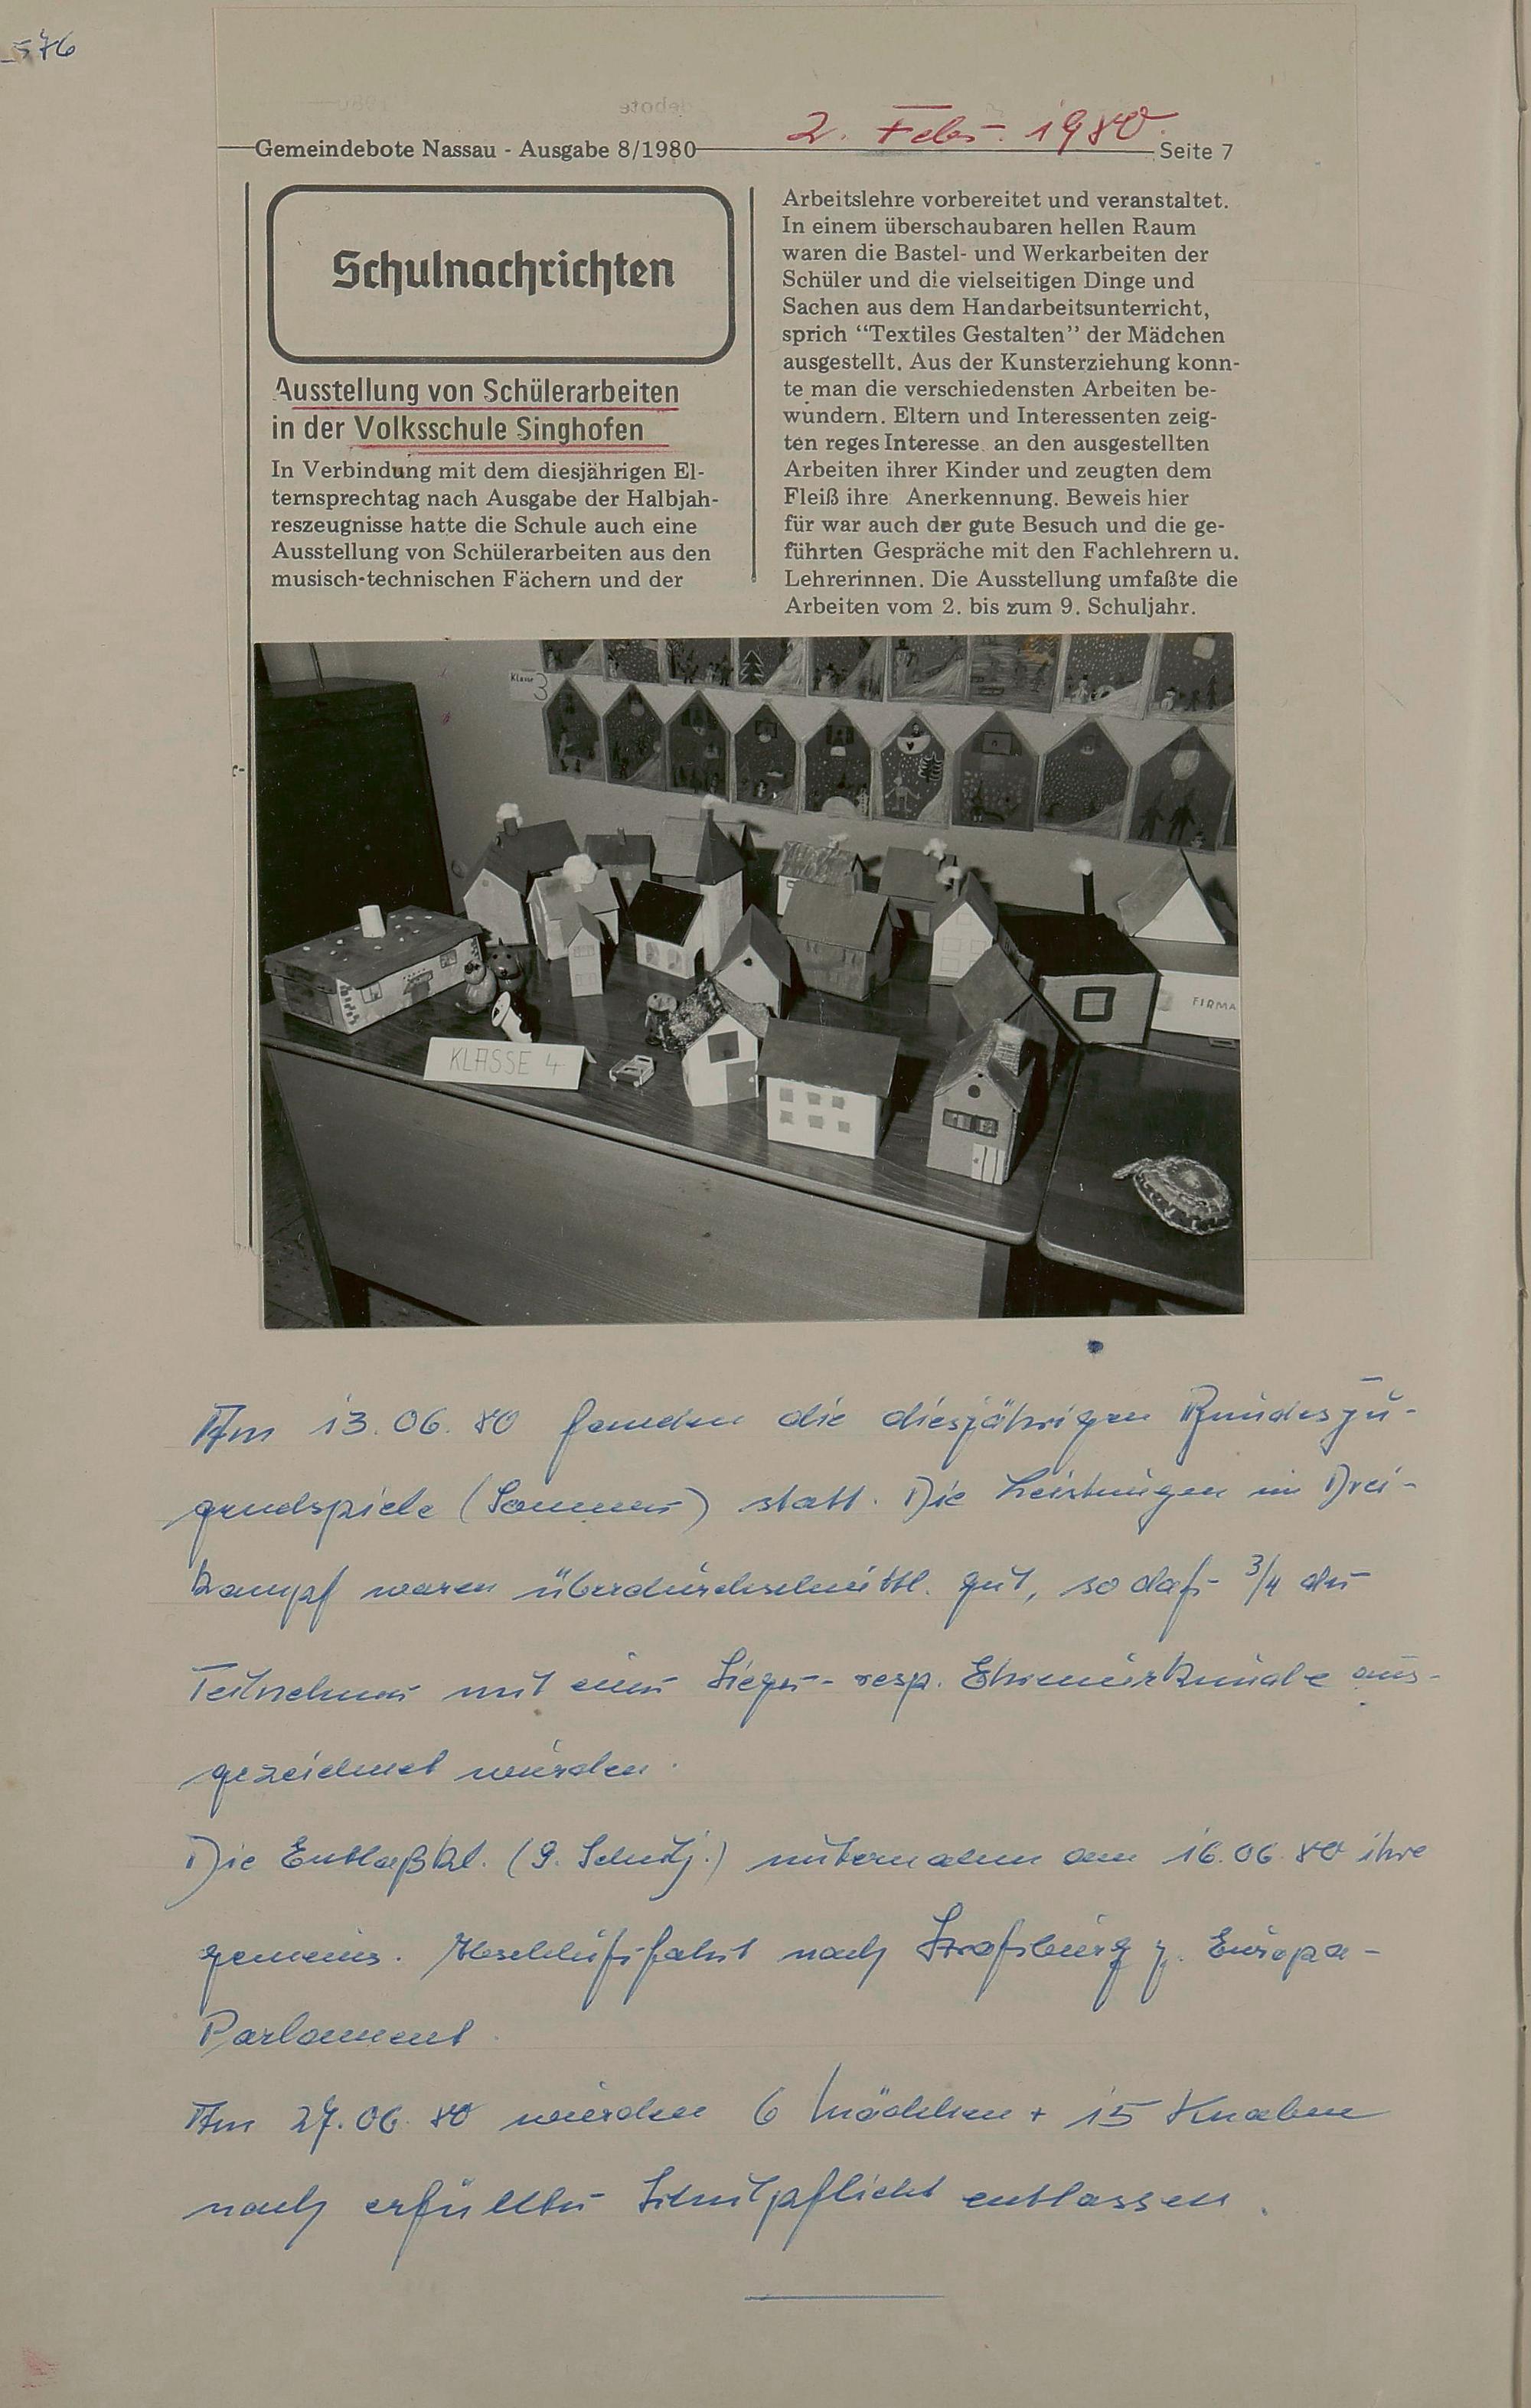 576
2. Febr. 1980
Gemeindebote Nassau - Ausgabe 8/1980
Seite 7
Schulnachrichten
Ausstellung von Schülerarbeiten
in der Volksschule Singhofen
In Verbindung mit dem diesjährigen El-
ternsprechtag nach Ausgabe der Halbjah-
reszeugnisse hatte die Schule auch eine
Ausstellung von Schülerarbeiten aus den
musisch-technischen Fächern und der
Arbeitslehre vorbereitet und veranstaltet.
In einem überschaubaren hellen Raum
waren die Bastel- und Werkarbeiten der
Schüler und die vielseitigen Dinge und
Sachen aus dem Handarbeitsunterricht,
sprich “Textiles Gestalten” der Mädchen
ausgestellt. Aus der Kunsterziehung konn-
te man die verschiedensten Arbeiten be-
wundern. Eltern und Interessenten zeig-
ten reges Interesse an den ausgestellten
Arbeiten ihrer Kinder und zeugten dem
Fleiß ihre Anerkennung. Beweis hier
für war auch der gute Besuch und die ge-
führten Gespräche mit den Fachlehrern u.
Lehrerinnen. Die Ausstellung umfaßte die
Arbeiten vom 2. bis zum 9. Schuljahr.
Klasse 3
FIRMA
KLASSE 4
Am 13.06.80 fanden die diesjährigen Bundesju-
gendspiele (Sommer) statt. Die Leistungen im Drei-
kampf waren überdurchschnittl. gut, so daß 3/4 der
Teilnehmer mit einer Sieger- resp. Ehrenurkunde aus-
gezeichnet wurden.
Die Entlaßkl. (9. Schulj.) unternahm am 16.06.80 ihre
gemeins. Abschlußfahrt nach Straßburg z. Europa-
Parlament.
Am 27.06.80 wurden 6 Mädchen + 15 Knaben
nach erfüllter Schulpflicht entlassen.